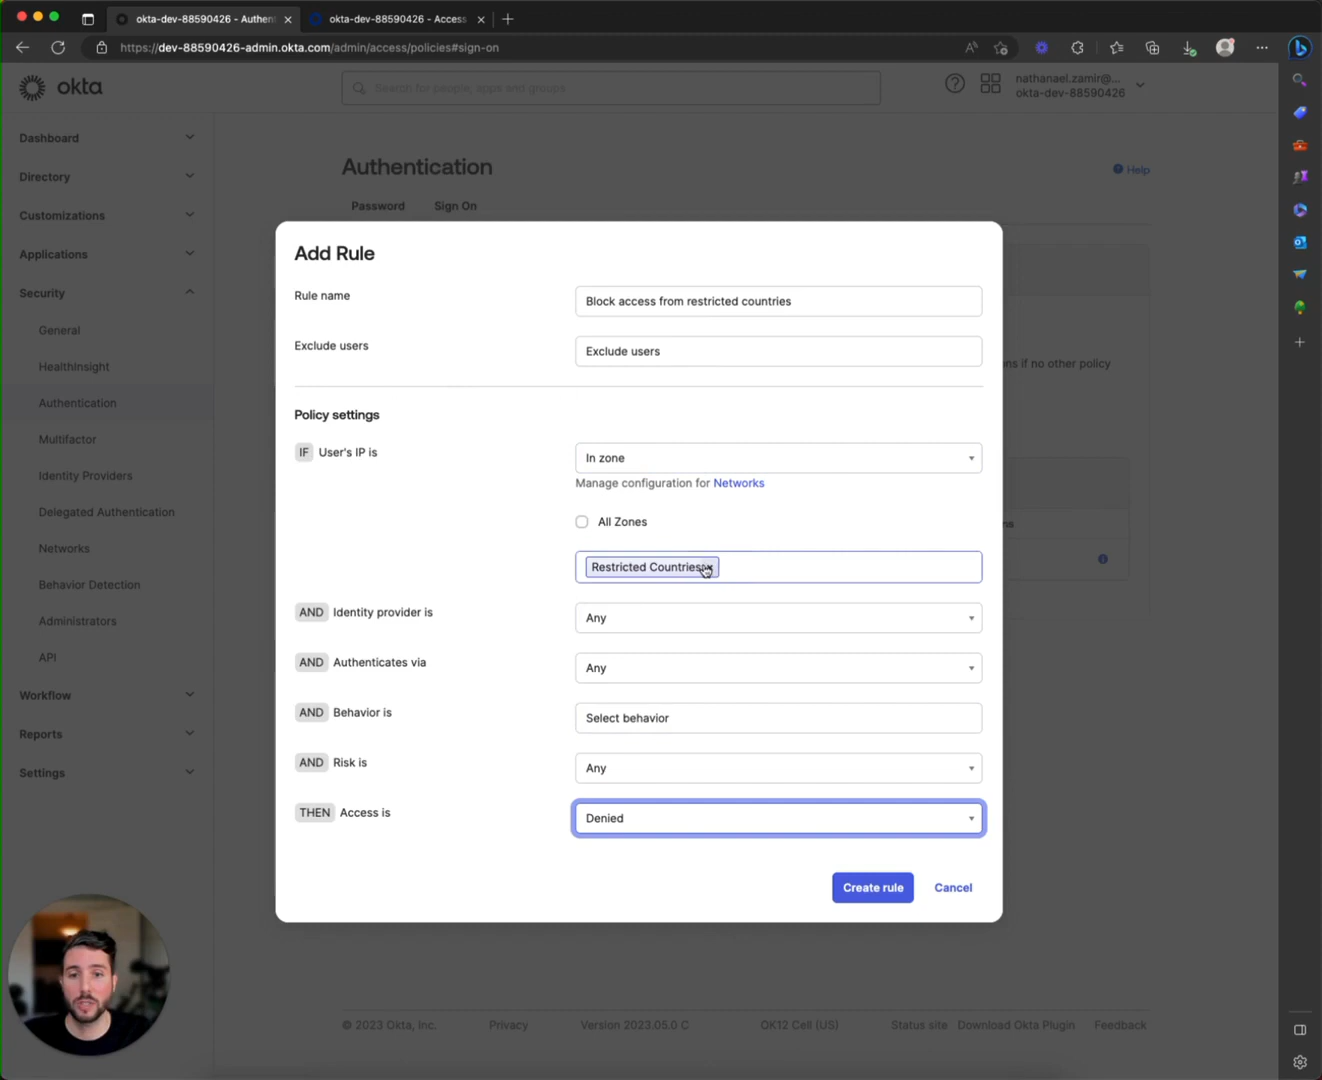 okta-dev-88590426 - Authen
okta-dev-88590426 - Access
https://dev-88590426-admin.okta.com/admin/access/policies#sign-on
okta
Search for people, apps and groups
nathanael.zamir@...
okta-dev-88590426
Dashboard
Directory
Customizations
Applications
Security
General
HealthInsight
Authentication
Multifactor
Identity Providers
Delegated Authentication
Networks
Behavior Detection
Administrators
API
Workflow
Reports
Settings
Authentication
Help
Password
Sign On
ns if no other policy
ns
Add Rule
Rule name
Block access from restricted countries
Exclude users
Exclude users
Policy settings
IF User's IP is
In zone
Manage configuration for Networks
All Zones
Restricted Countries
AND Identity provider is
Any
AND Authenticates via
Any
AND Behavior is
Select behavior
AND Risk is
Any
THEN Access is
Denied
Create rule
Cancel
© 2023 Okta, Inc.
Privacy
Version 2023.05.0 C
OK12 Cell (US)
Status site
Download Okta Plugin
Feedback